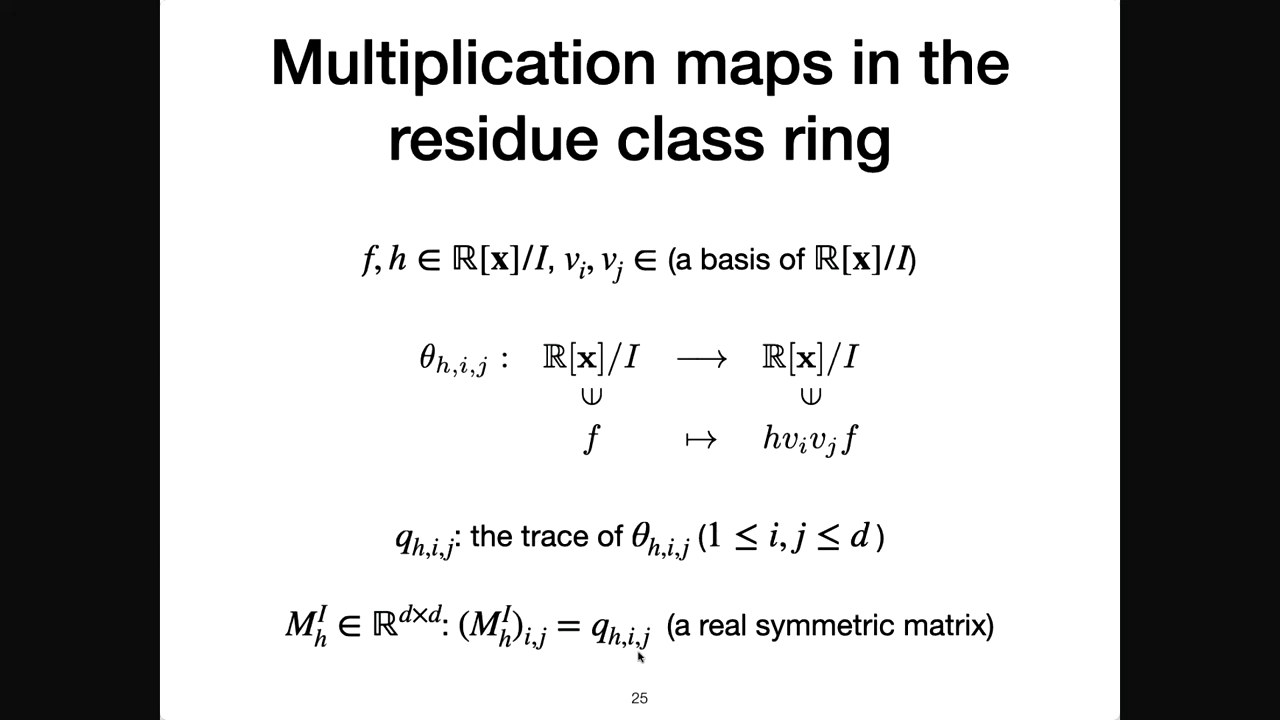 Multiplication maps in the
residue class ring
f, h ∈ ℝ[𝐱]/I, v_i, v_j ∈ (a basis of ℝ[𝐱]/I)
θ_{h,i,j} : ℝ[𝐱]/I ⟶ ℝ[𝐱]/I
⋓ ⋓
f ↦ hv_iv_jf
q_{h,i,j}: the trace of θ_{h,i,j} (1 ≤ i, j ≤ d)
M_h^I ∈ ℝ^{d×d}: (M_h^I)_{i,j} = q_{h,i,j} (a real symmetric matrix)
25